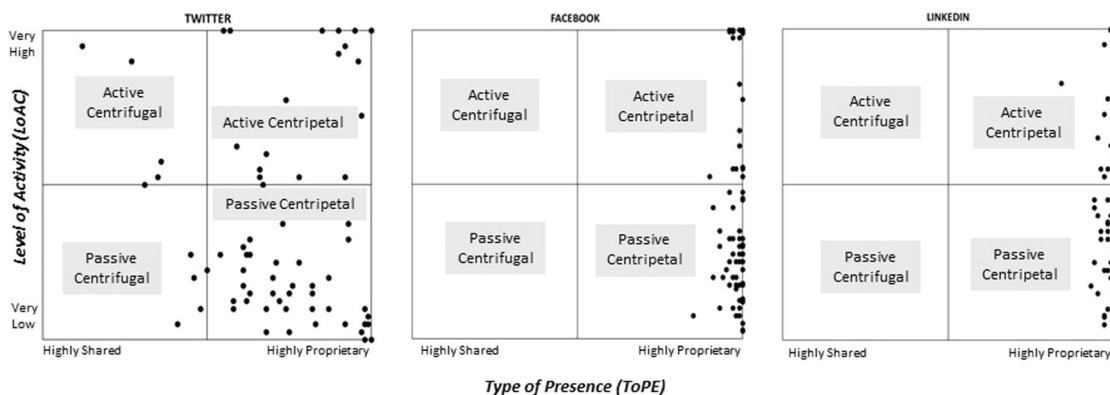 TWITTER
FACEBOOK
LINKEDIN
Very
High
Level of Activity (LoAC)
Very
Low
Active
Centrifugal
Active Centripetal
Passive Centripetal
Passive
Centrifugal
Active
Centrifugal
Active
Centripetal
Passive
Centrifugal
Passive
Centripetal
Active
Centrifugal
Active
Centripetal
Passive
Centrifugal
Passive
Centripetal
Highly Shared
Highly Proprietary
Highly Shared
Highly Proprietary
Highly Shared
Highly Proprietary
Type of Presence (ToPE)